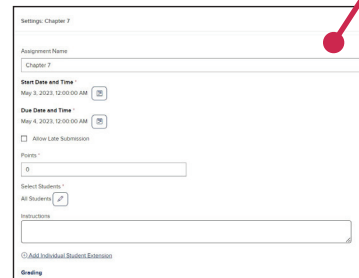 Settings: Chapter 7
Assignment Name
Chapter 7
Start Date and Time *
May 3, 2023, 12:00:00 AM
Due Date and Time *
May 4, 2023, 12:00:00 AM
Allow Late Submission
Points *
0
Select Students *
All Students
Instructions
Add Individual Student Extension
Grading